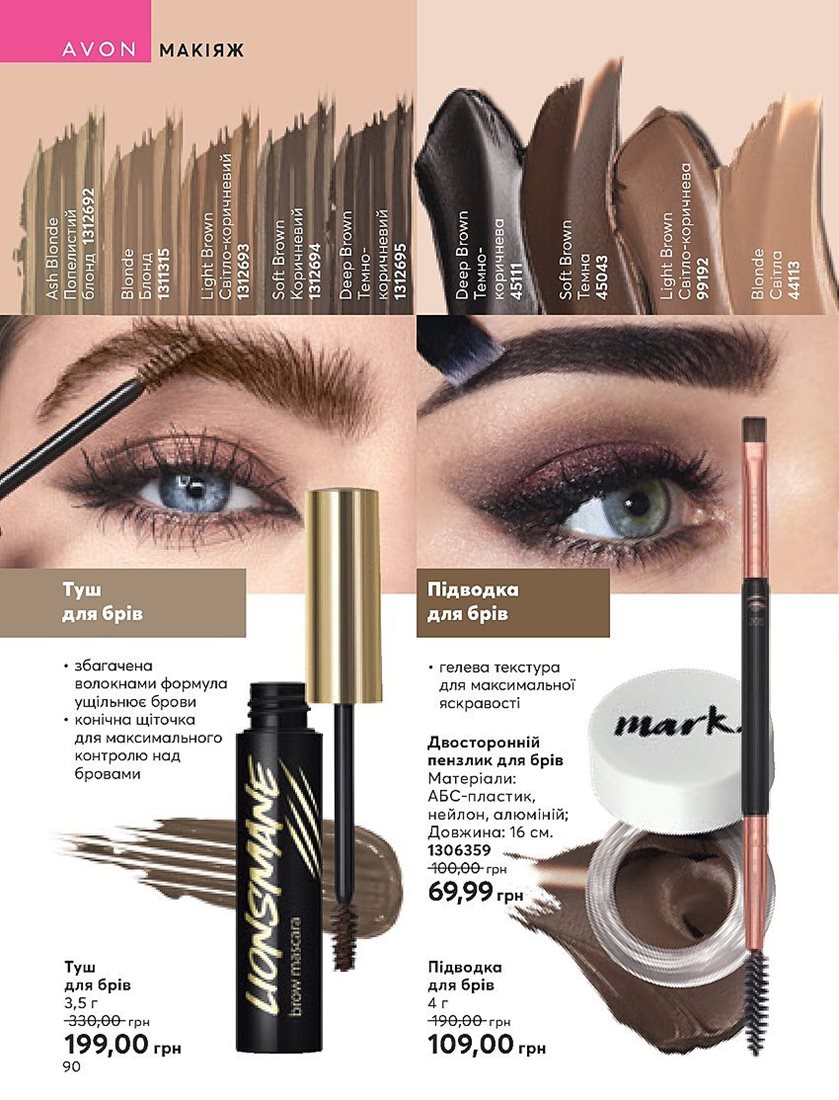 AVON МАКІЯЖ
Ash Blonde
Попелистий
блонд 1312692
Blonde
Блонд
1311315
Light Brown
Світло-коричневий
1312693
Soft Brown
Коричневий
1312694
Deep Brown
Темно-
коричневий
1312695
Deep Brown
Темно-
коричнева
45111
Soft Brown
Темна
45043
Light Brown
Світло-коричнева
99192
Blonde
Світла
44113
Туш
для брів
• збагачена
волокнами формула
ущільнює брови
• конічна щіточка
для максимального
контролю над
бровами
LIONSMANE
brow mascara
Туш
для брів
3,5 г
330,00 грн
199,00 грн
90
Підводка
для брів
• гелева текстура
для максимальної
яскравості
mark.
Двосторонній
пензлик для брів
Матеріали:
АБС-пластик,
нейлон, алюміній;
Довжина: 16 см.
1306359
100,00 грн
69,99 грн
Підводка
для брів
4 г
190,00 грн
109,00 грн